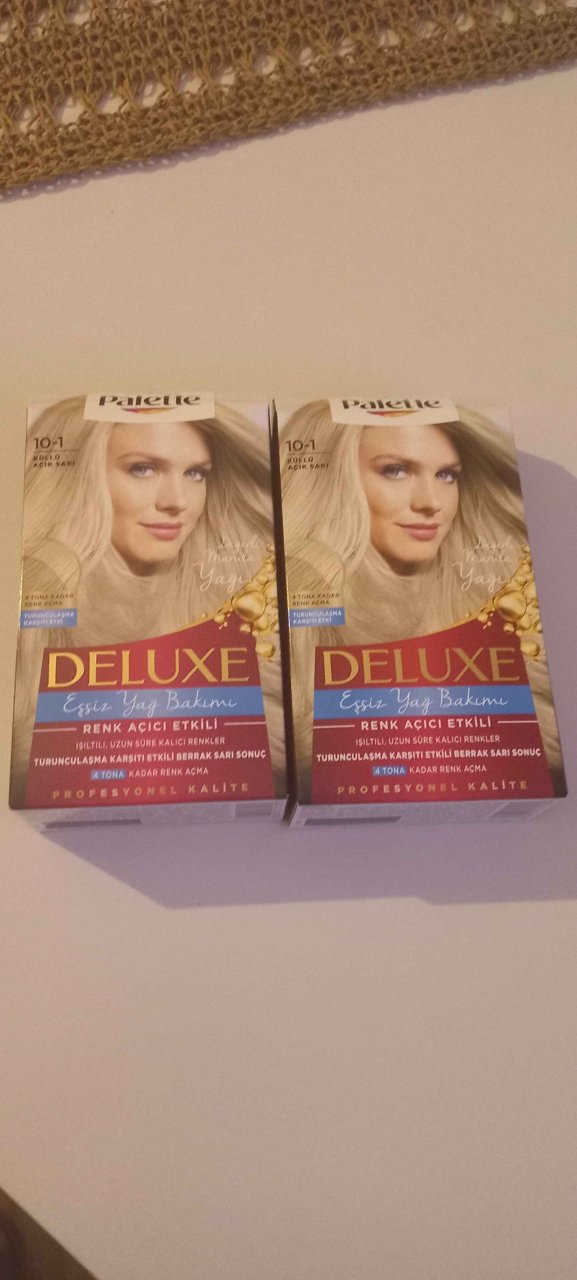 Palette
10-1
KÜLLÜ
AÇIK SARI
Değerli
Marula
Yağı
4 TONA KADAR
RENK AÇMA
TURUNCULAŞMA
KARŞITI ETKİ
DELUXE
Eşsiz Yağ Bakımı
RENK AÇICI ETKİLİ
IŞILTILI, UZUN SÜRE KALICI RENKLER
TURUNCULAŞMA KARŞITI ETKİLİ BERRAK SARI SONUÇ
4 TONA KADAR RENK AÇMA
PROFESYONEL KALİTE
Palette
10-1
KÜLLÜ
AÇIK SARI
Değerli
Marula
Yağı
4 TONA KADAR
RENK AÇMA
TURUNCULAŞMA
KARŞITI ETKİ
DELUXE
Eşsiz Yağ Bakımı
RENK AÇICI ETKİLİ
IŞILTILI, UZUN SÜRE KALICI RENKLER
TURUNCULAŞMA KARŞITI ETKİLİ BERRAK SARI SONUÇ
4 TONA KADAR RENK AÇMA
PROFESYONEL KALİTE